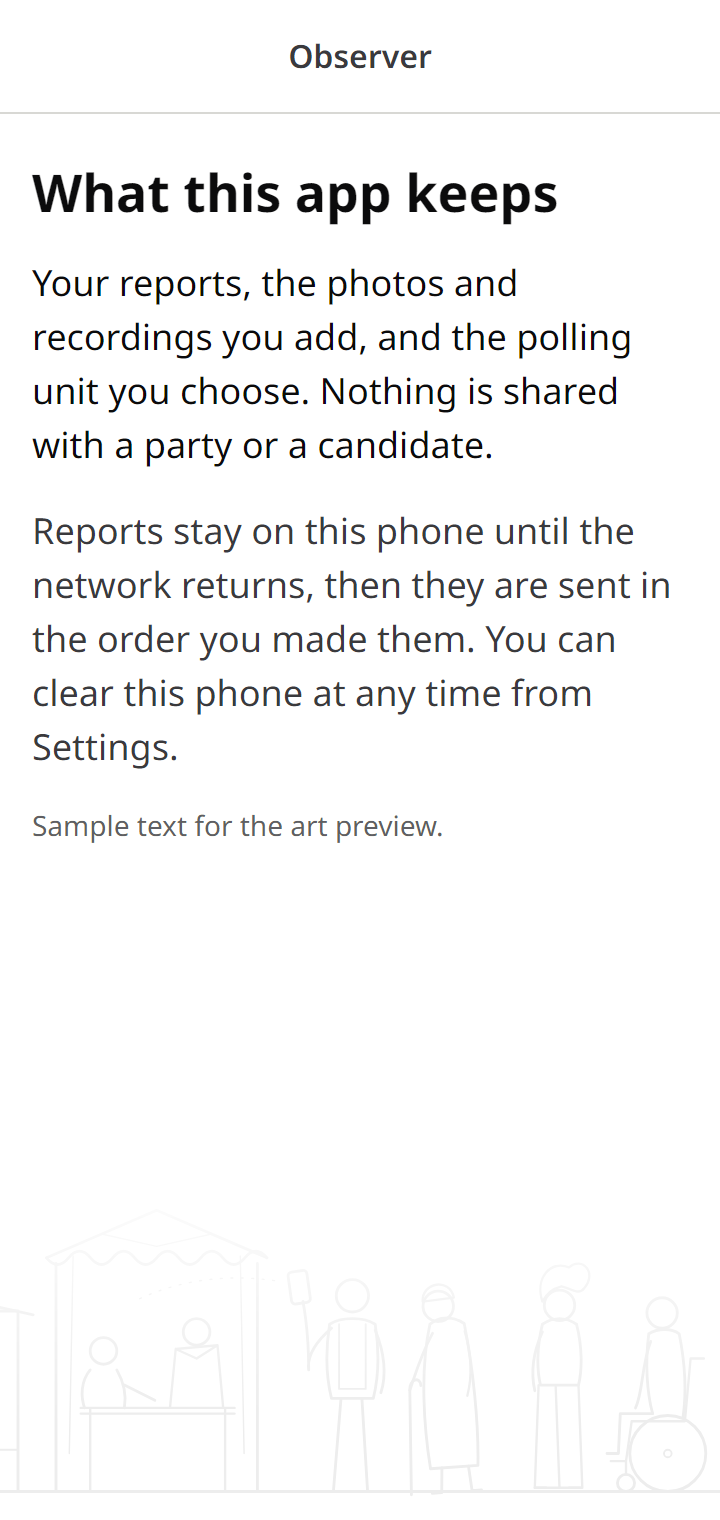 Observer
What this app keeps
Your reports, the photos and
recordings you add, and the polling
unit you choose. Nothing is shared
with a party or a candidate.
Reports stay on this phone until the
network returns, then they are sent in
the order you made them. You can
clear this phone at any time from
Settings.
Sample text for the art preview.